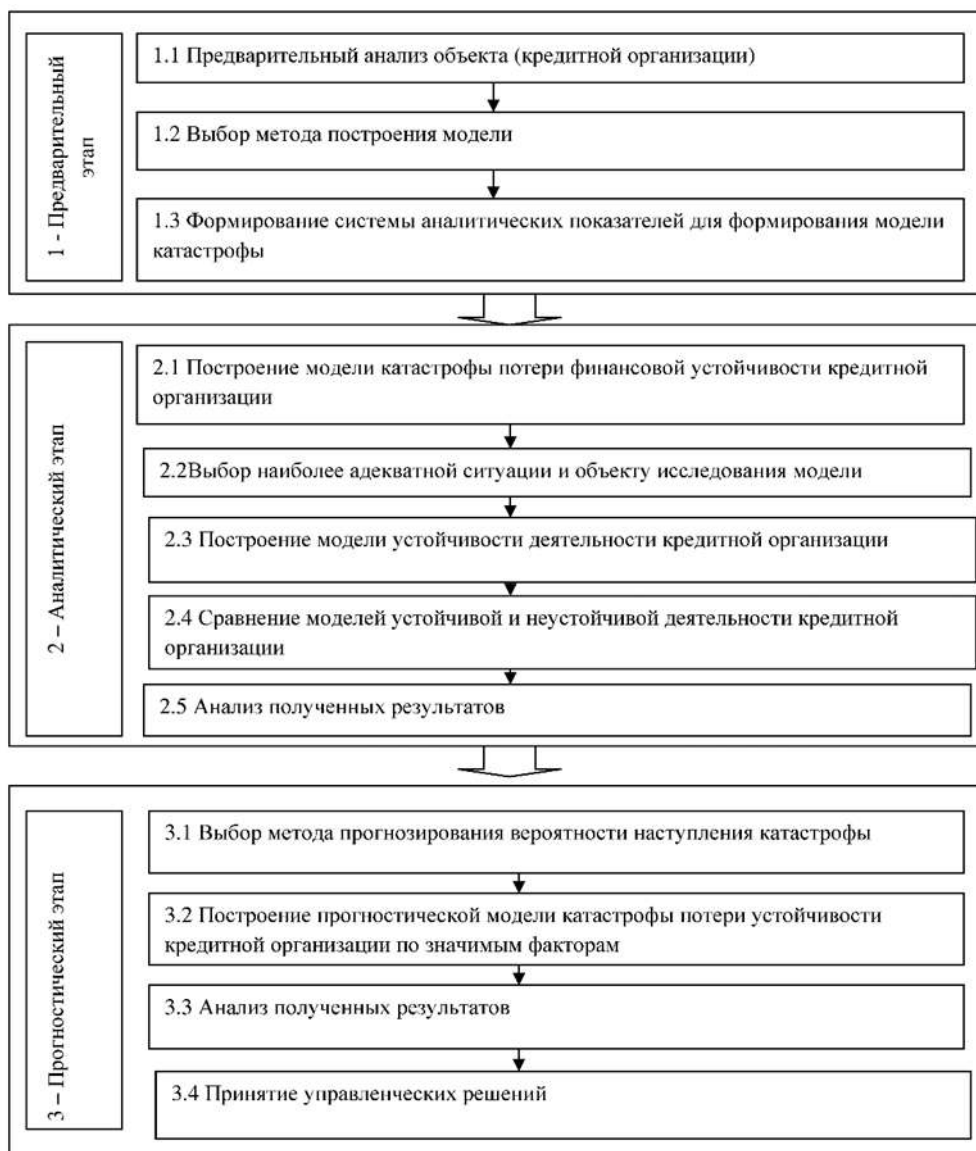 1 - Предварительный
этап
1.1 Предварительный анализ объекта (кредитной организации)
1.2 Выбор метода построения модели
1.3 Формирование системы аналитических показателей для формирования модели
катастрофы
2 – Аналитический этап
2.1 Построение модели катастрофы потери финансовой устойчивости кредитной
организации
2.2Выбор наиболее адекватной ситуации и объекту исследования модели
2.3 Построение модели устойчивости деятельности кредитной организации
2.4 Сравнение моделей устойчивой и неустойчивой деятельности кредитной
организации
2.5 Анализ полученных результатов
3 – Прогностический этап
3.1 Выбор метода прогнозирования вероятности наступления катастрофы
3.2 Построение прогностической модели катастрофы потери устойчивости
кредитной организации по значимым факторам
3.3 Анализ полученных результатов
3.4 Принятие управленческих решений